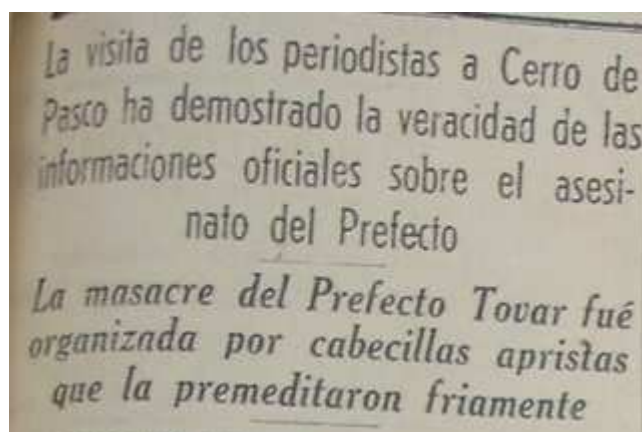 La visita de los periodistas a Cerro de
Pasco ha demostrado la veracidad de las
informaciones oficiales sobre el asesi-
nato del Prefecto
La masacre del Prefecto Tovar fué
organizada por cabecillas apristas
que la premeditaron friamente